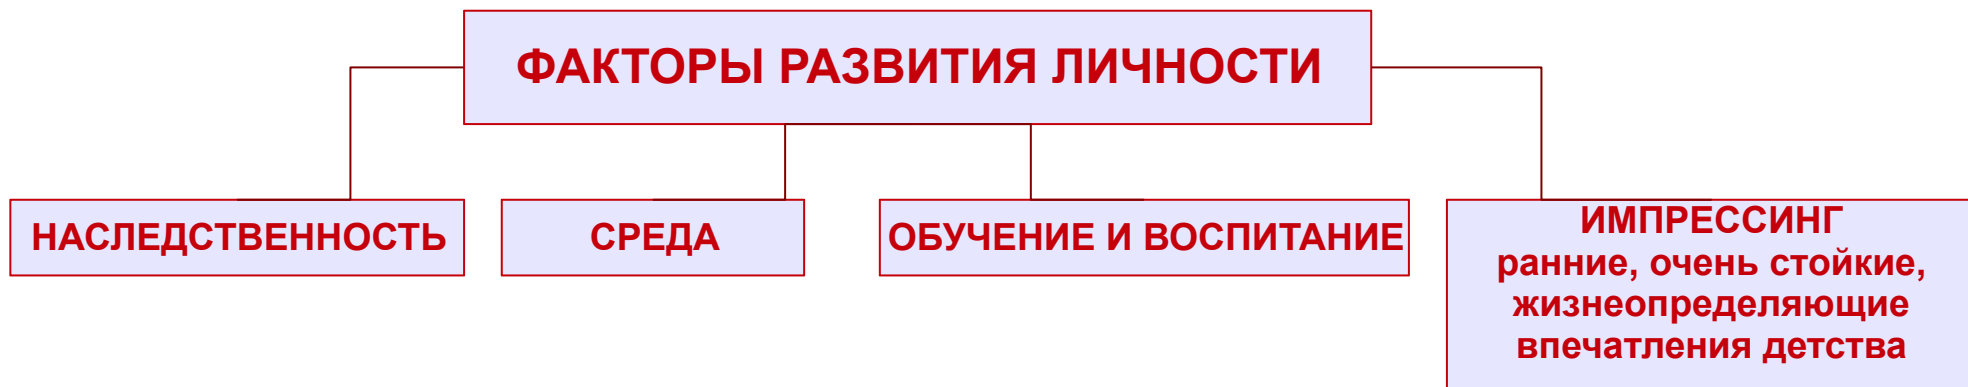 ФАКТОРЫ РАЗВИТИЯ ЛИЧНОСТИ
НАСЛЕДСТВЕННОСТЬ
СРЕДА
ОБУЧЕНИЕ И ВОСПИТАНИЕ
ИМПРЕССИНГ
ранние, очень стойкие,
жизнеопределяющие
впечатления детства